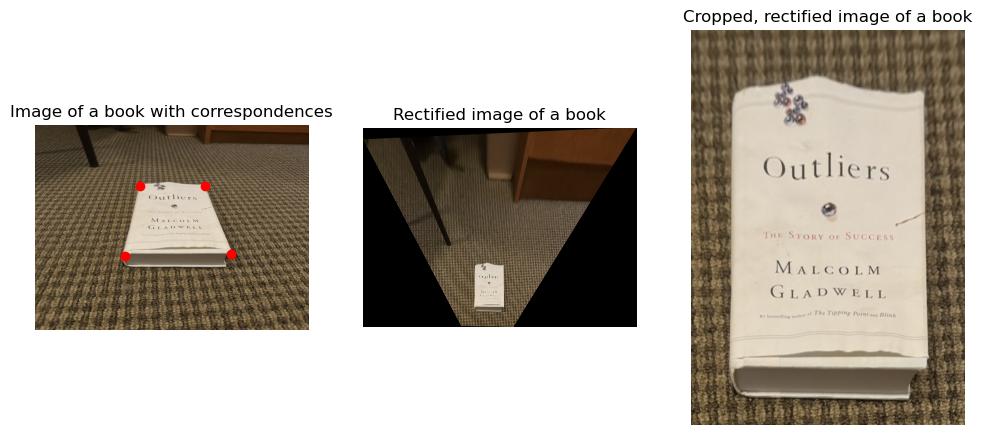 Image of a book with correspondences
Outliers
MALCOLM
GLADWELL
Rectified image of a book
Outliers
Cropped, rectified image of a book
Outliers
THE STORY OF SUCCESS
MALCOLM
GLADWELL
#1 bestselling author of The Tipping Point and Blink